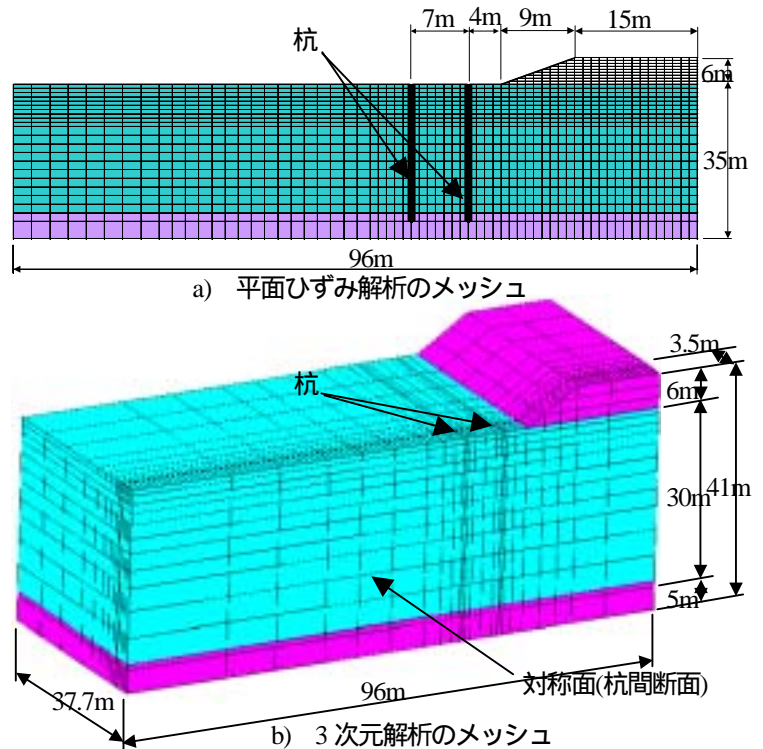 7m 4m 9m 15m
杭
6m
35m
96m
a) 平面ひずみ解析のメッシュ
3.5m
杭
6m
41m
30m
5m
対称面(杭間断面)
37.7m
96m
b) 3次元解析のメッシュ